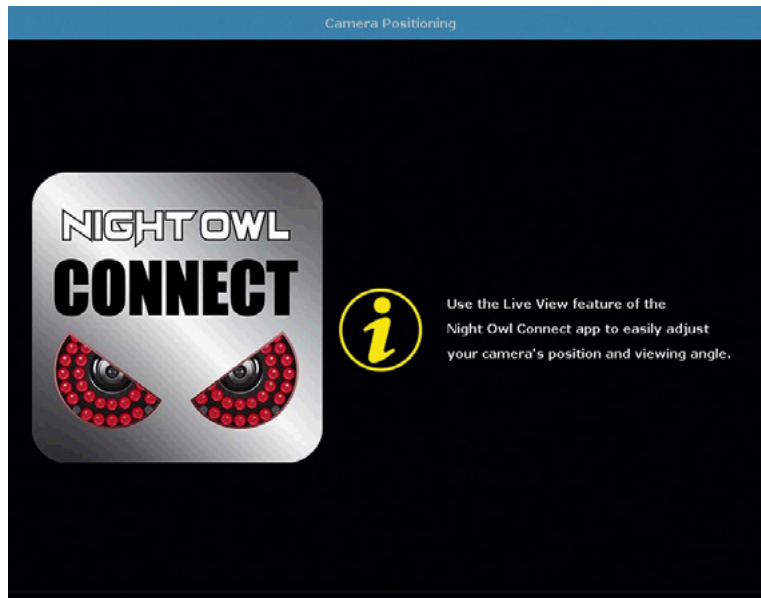 Camera Positioning
NIGHT OWL
CONNECT
Use the Live View feature of the
Night Owl Connect app to easily adjust
your camera's position and viewing angle.